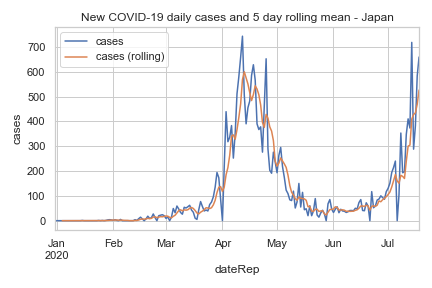 New COVID-19 daily cases and 5 day rolling mean - Japan
cases
cases (rolling)
700
600
500
400
300
200
100
0
cases
Jan Feb Mar Apr May Jun Jul
2020
dateRep